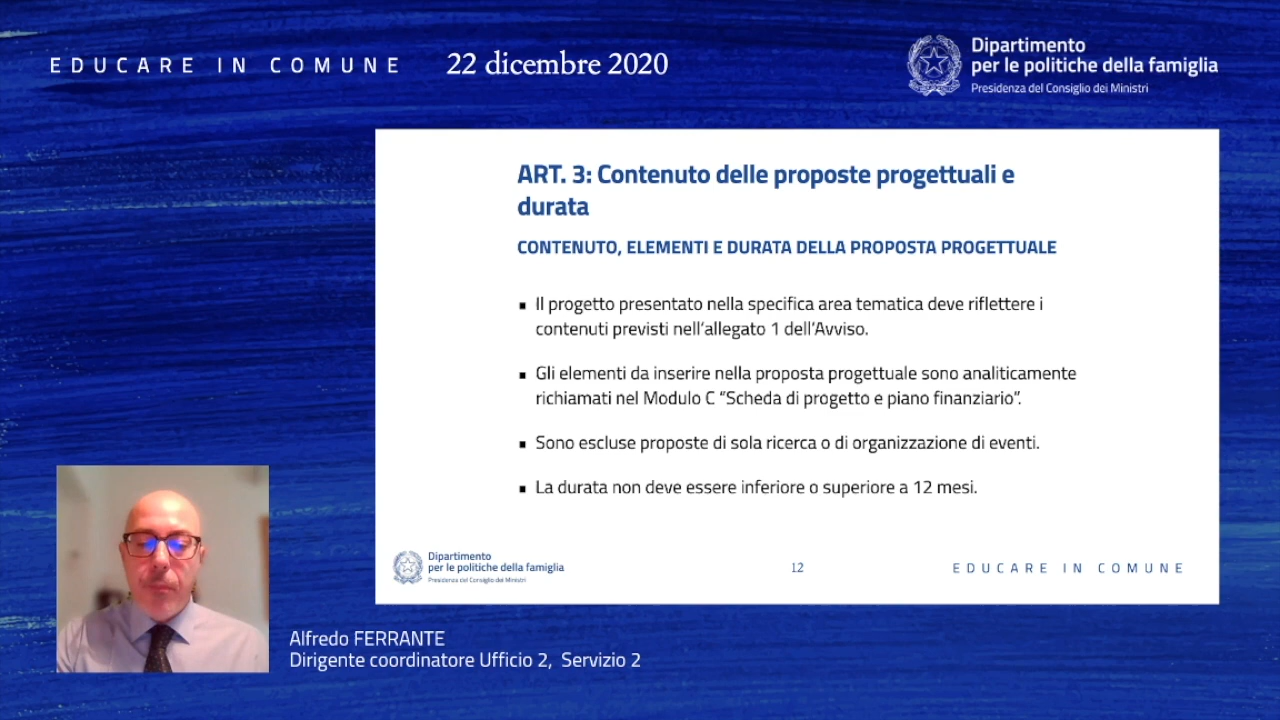 EDUCARE IN COMUNE
22 dicembre 2020
Dipartimento
per le politiche della famiglia
Presidenza del Consiglio dei Ministri
ART. 3: Contenuto delle proposte progettuali e
durata
CONTENUTO, ELEMENTI E DURATA DELLA PROPOSTA PROGETTUALE
▪ Il progetto presentato nella specifica area tematica deve riflettere i
contenuti previsti nell'allegato 1 dell'Avviso.
▪ Gli elementi da inserire nella proposta progettuale sono analiticamente
richiamati nel Modulo C “Scheda di progetto e piano finanziario”.
▪ Sono escluse proposte di sola ricerca o di organizzazione di eventi.
▪ La durata non deve essere inferiore o superiore a 12 mesi.
Dipartimento
per le politiche della famiglia
Presidenza del Consiglio dei Ministri
12
EDUCARE IN COMUNE
Alfredo FERRANTE
Dirigente coordinatore Ufficio 2, Servizio 2